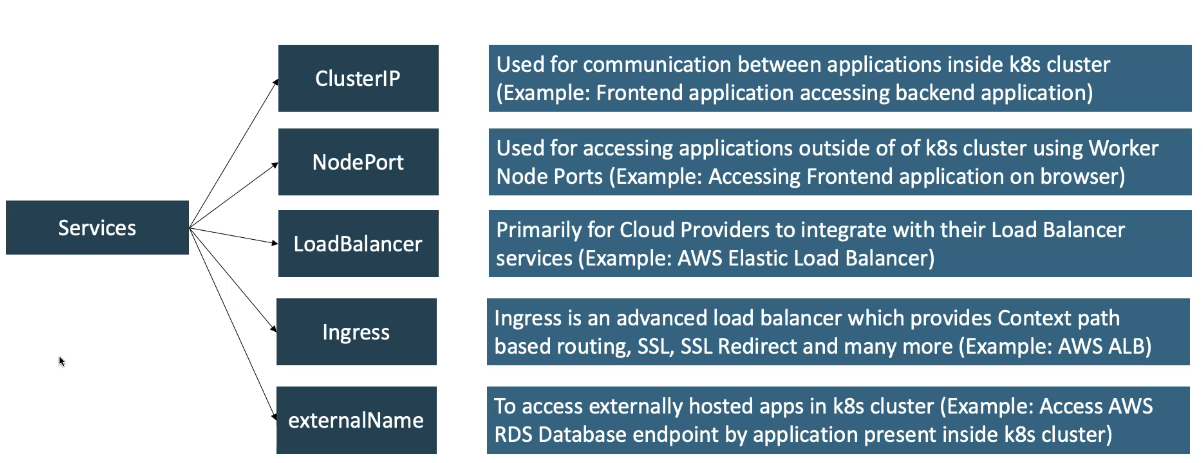 Services
ClusterIP
Used for communication between applications inside k8s cluster
(Example: Frontend application accessing backend application)
NodePort
Used for accessing applications outside of of k8s cluster using Worker
Node Ports (Example: Accessing Frontend application on browser)
LoadBalancer
Primarily for Cloud Providers to integrate with their Load Balancer
services (Example: AWS Elastic Load Balancer)
Ingress
Ingress is an advanced load balancer which provides Context path
based routing, SSL, SSL Redirect and many more (Example: AWS ALB)
externalName
To access externally hosted apps in k8s cluster (Example: Access AWS
RDS Database endpoint by application present inside k8s cluster)